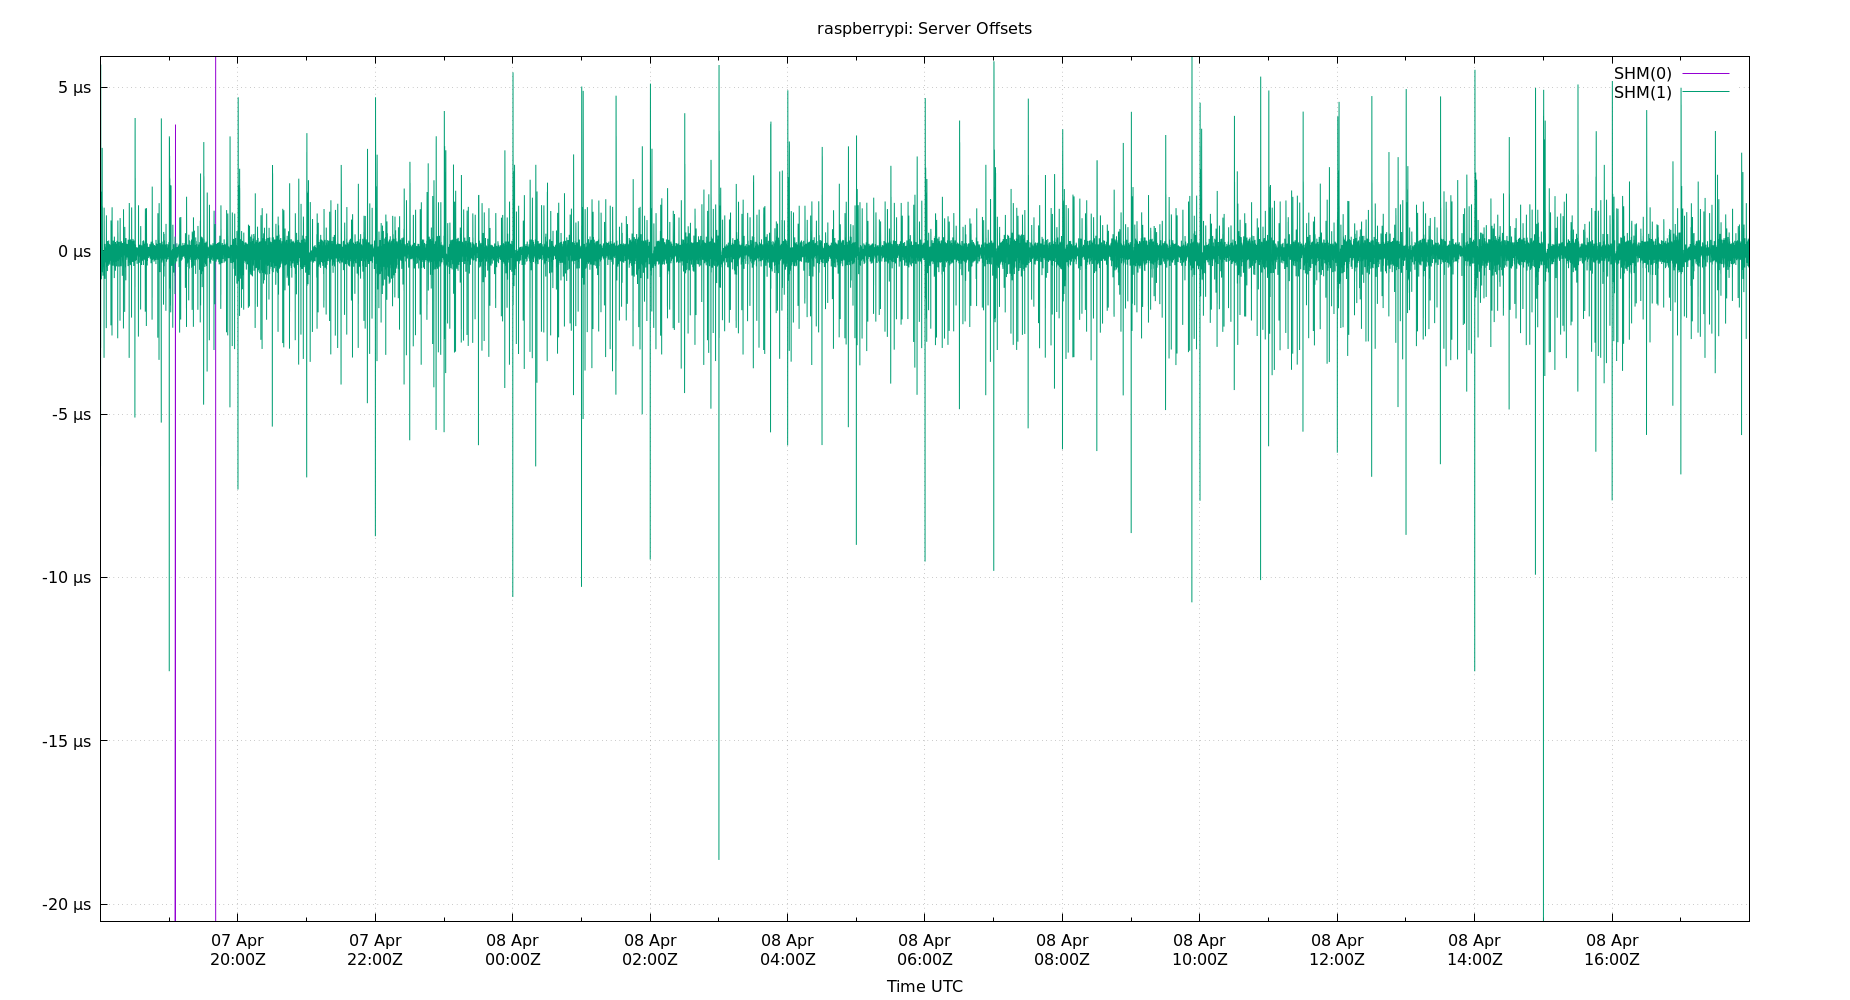 raspberrypi: Server Offsets
SHM(0)
SHM(1)
5 µs
0 µs
-5 µs
-10 µs
-15 µs
-20 µs
07 Apr 07 Apr 08 Apr 08 Apr 08 Apr 08 Apr 08 Apr 08 Apr 08 Apr 08 Apr 08 Apr
20:00Z 22:00Z 00:00Z 02:00Z 04:00Z 06:00Z 08:00Z 10:00Z 12:00Z 14:00Z 16:00Z
Time UTC